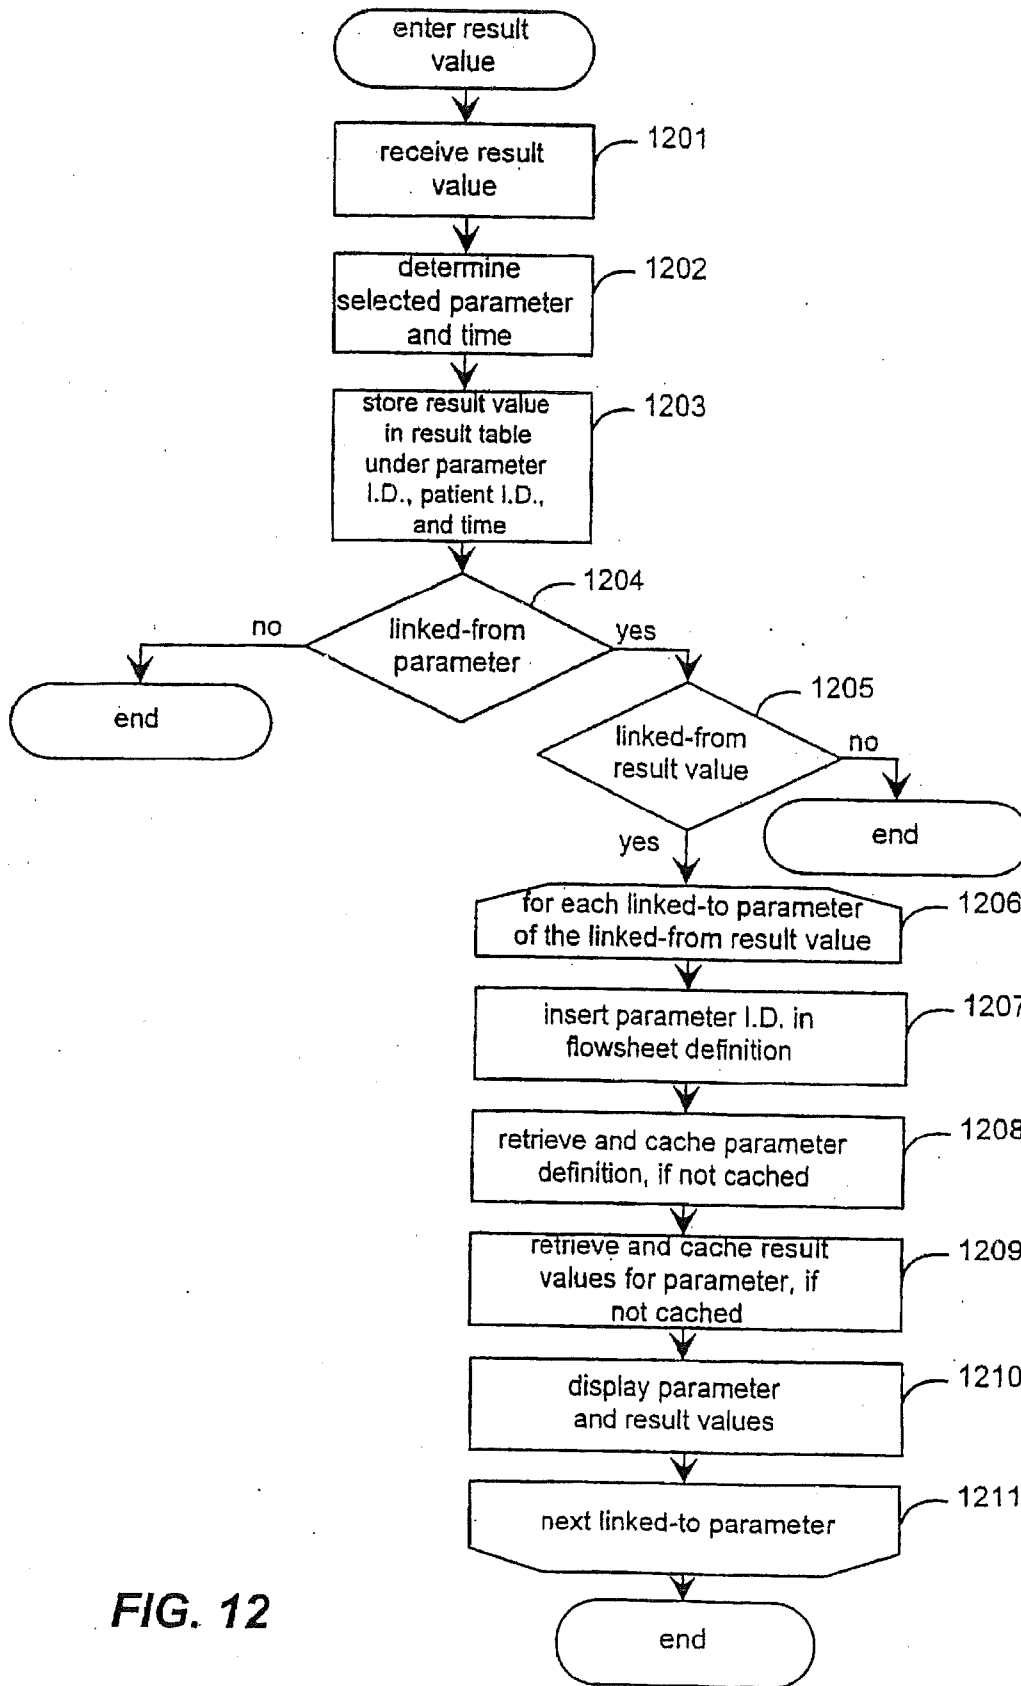 enter result
value
receive result
value
1201
determine
selected parameter
and time
1202
store result value
in result table
under parameter
I.D., patient I.D.,
and time
1203
1204
linked-from
parameter
no
yes
end
1205
linked-from
result value
no
end
yes
for each linked-to parameter
of the linked-from result value
1206
insert parameter I.D. in
flowsheet definition
1207
retrieve and cache parameter
definition, if not cached
1208
retrieve and cache result
values for parameter, if
not cached
1209
display parameter
and result values
1210
next linked-to parameter
1211
end
FIG. 12